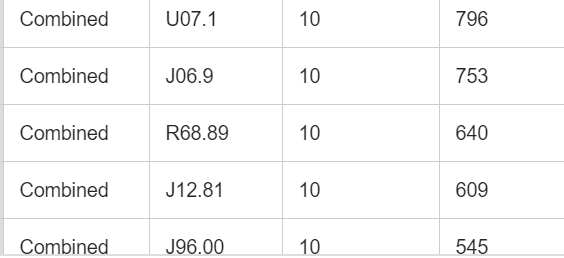 Combined U07.1 10 796
Combined J06.9 10 753
Combined R68.89 10 640
Combined J12.81 10 609
Combined J96.00 10 545